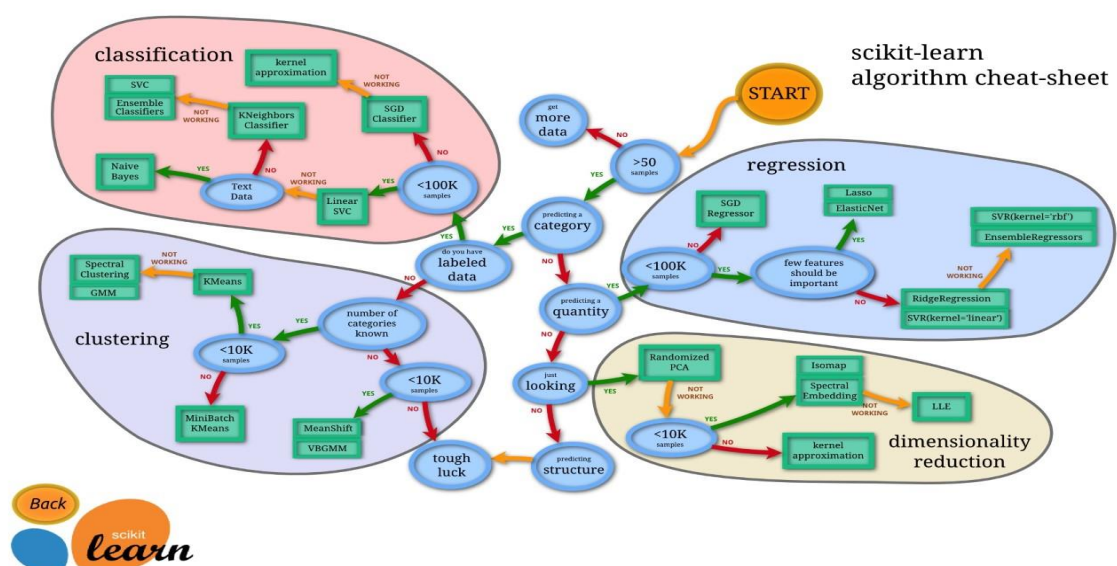 scikit-learn
algorithm cheat-sheet
START
classification
kernel
approximation
NOT
WORKING
SVC
Ensemble
Classifiers
NOT
WORKING
KNeighbors
Classifier
SGD
Classifier
NO
NO
Naive
Bayes
YES
Text
Data
NOT
WORKING
Linear
SVC
YES
<100K
samples
YES
get
more
data
NO
>50
samples
YES
predicting a
category
YES
do you have
labeled
data
NO
NO
predicting a
quantity
YES
NO
just
looking
YES
NO
predicting
structure
tough
luck
regression
SGD
Regressor
NO
<100K
samples
YES
few features
should be
important
YES
Lasso
ElasticNet
NO
RidgeRegression
SVR(kernel='linear')
NOT
WORKING
SVR(kernel='rbf')
EnsembleRegressors
clustering
Spectral
Clustering
GMM
NOT
WORKING
KMeans
YES
<10K
samples
NO
MiniBatch
KMeans
YES
number of
categories
known
NO
<10K
samples
YES
NO
MeanShift
VBGMM
dimensionality
reduction
Randomized
PCA
NOT
WORKING
<10K
samples
YES
NO
Isomap
Spectral
Embedding
NOT
WORKING
LLE
kernel
approximation
Back
scikit
learn